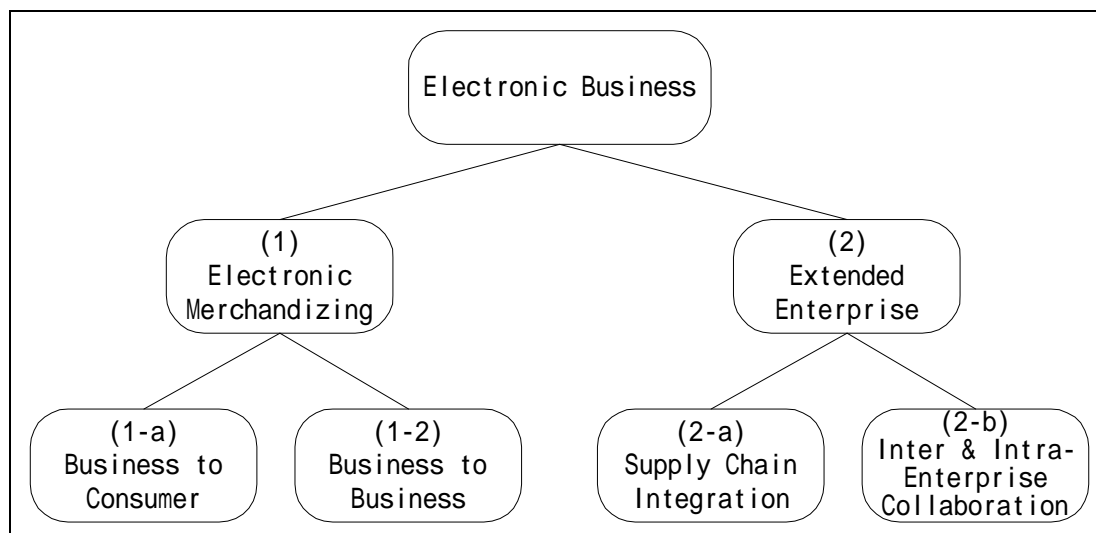 Electronic Business
(1)
Electronic
Merchandizing
(2)
Extended
Enterprise
(1-a)
Business to
Consumer
(1-2)
Business to
Business
(2-a)
Supply Chain
Integration
(2-b)
Inter & Intra-
Enterprise
Collaboration